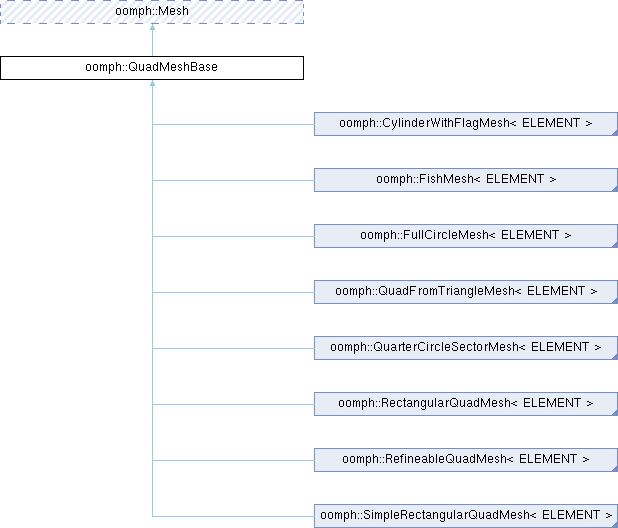 oomph::Mesh
oomph::QuadMeshBase
oomph::CylinderWithFlagMesh< ELEMENT >
oomph::FishMesh< ELEMENT >
oomph::FullCircleMesh< ELEMENT >
oomph::QuadFromTriangleMesh< ELEMENT >
oomph::QuarterCircleSectorMesh< ELEMENT >
oomph::RectangularQuadMesh< ELEMENT >
oomph::RefineableQuadMesh< ELEMENT >
oomph::SimpleRectangularQuadMesh< ELEMENT >